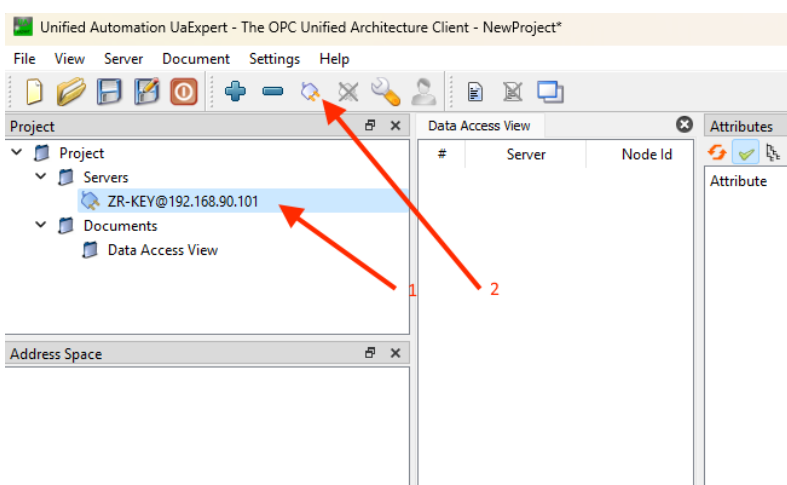 Unified Automation UaExpert - The OPC Unified Architecture Client - NewProject*
File View Server Document Settings Help
Project
Data Access View
Attributes
Project
# Server Node Id
Servers
Attribute
ZR-KEY@192.168.90.101
Documents
Data Access View
1
2
Address Space